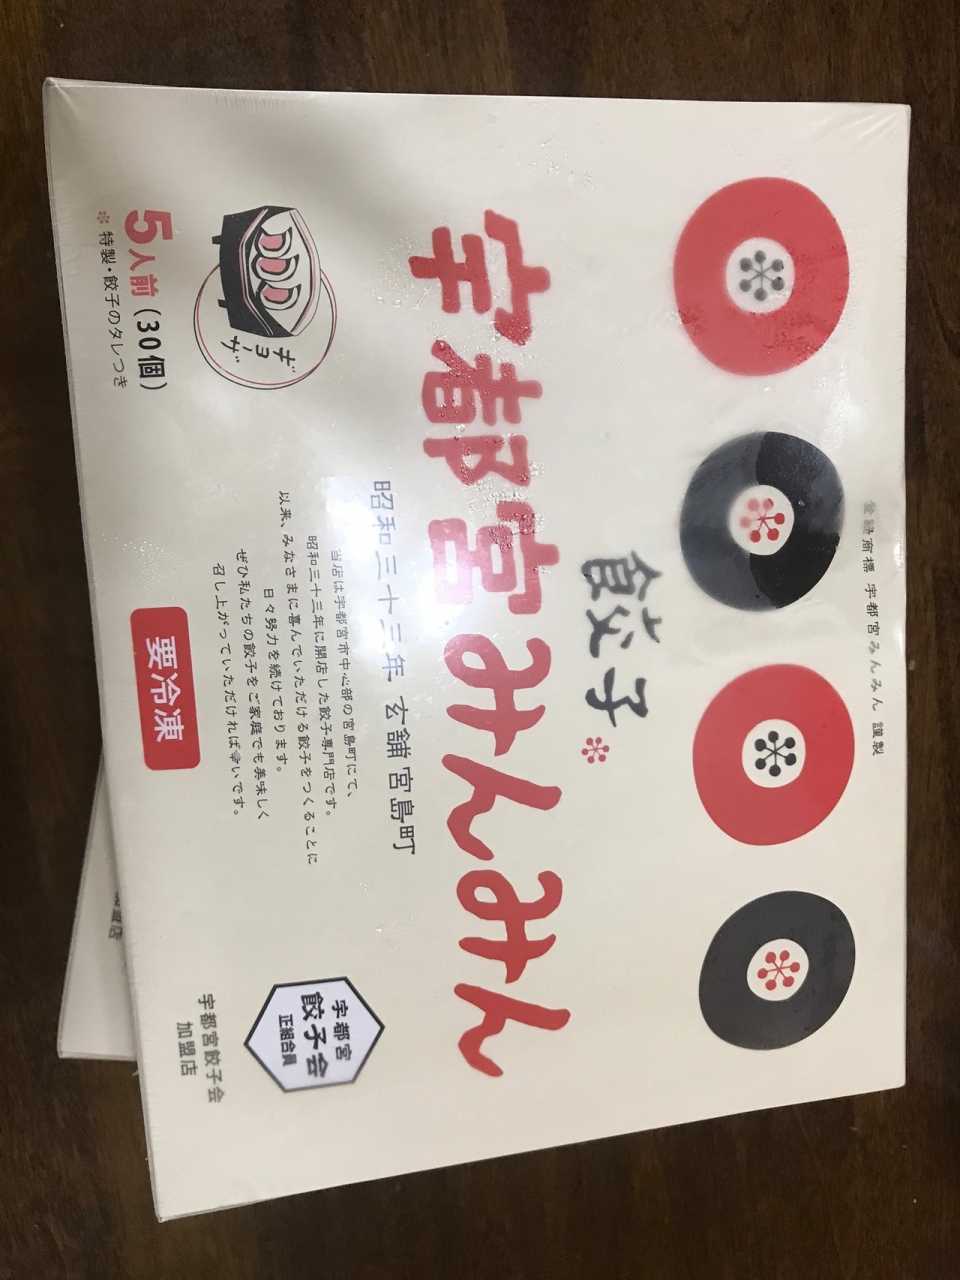 登録商標 宇都宮みんみん 謹製
餃子
宇都宮みんみん
昭和三十三年 玄舗宮島町
当店は宇都宮市中心部の宮島町にて、
昭和三十三年に開店した餃子専門店です。
以来、みなさまに喜んでいただける餃子をつくることに
日々努力を続けております。
ぜひ私たちの餃子をご家庭でも美味しく
召し上がっていただければ幸いです。
ギョーザ
5人前(30個)
※特製・餃子のタレつき
要冷凍
宇都宮
餃子会
正組合員
宇都宮餃子会
加盟店
加盟店